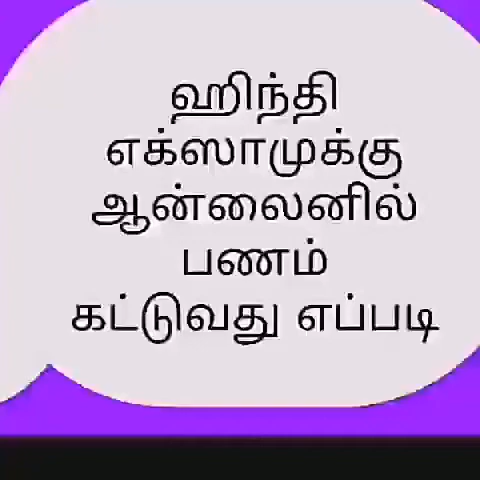 ஹிந்தி
எக்ஸாமுக்கு
ஆன்லைனில்
பணம்
கட்டுவது எப்படி